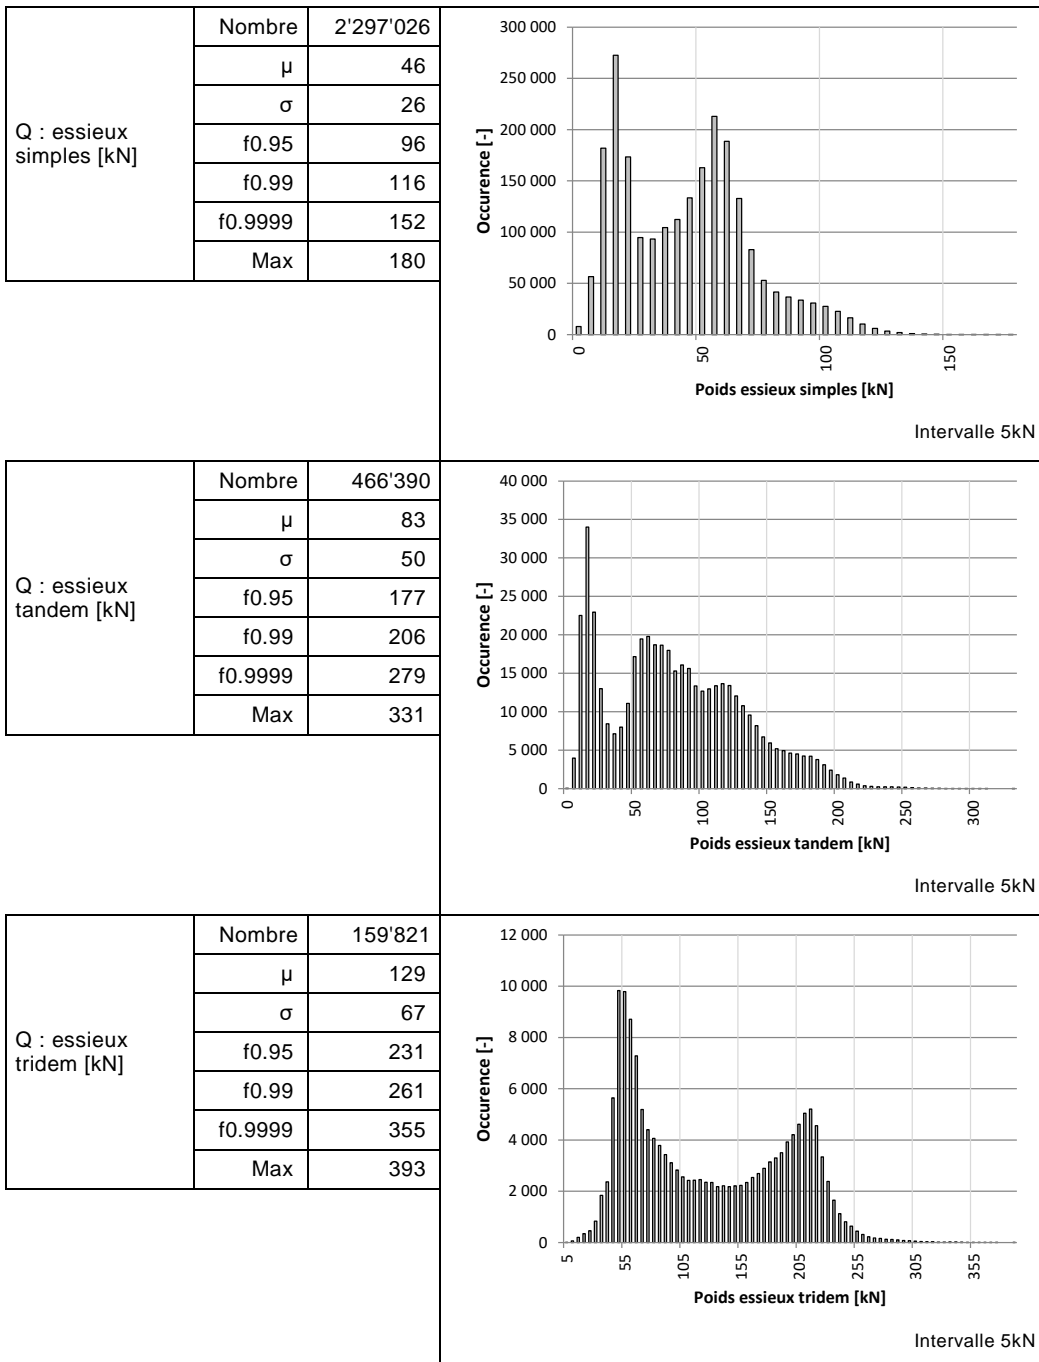 Q : essieux
simples [kN]
Nombre 2'297'026
µ 46
σ 26
f0.95 96
f0.99 116
f0.9999 152
Max 180
300 000
250 000
200 000
150 000
100 000
50 000
0
Occurence [-]
0 50 100 150
Poids essieux simples [kN]
Intervalle 5kN
Q : essieux
tandem [kN]
Nombre 466'390
µ 83
σ 50
f0.95 177
f0.99 206
f0.9999 279
Max 331
40 000
35 000
30 000
25 000
20 000
15 000
10 000
5 000
0
Occurence [-]
0 50 100 150 200 250 300
Poids essieux tandem [kN]
Intervalle 5kN
Q : essieux
tridem [kN]
Nombre 159'821
µ 129
σ 67
f0.95 231
f0.99 261
f0.9999 355
Max 393
12 000
10 000
8 000
6 000
4 000
2 000
0
Occurence [-]
5 55 105 155 205 255 305 355
Poids essieux tridem [kN]
Intervalle 5kN